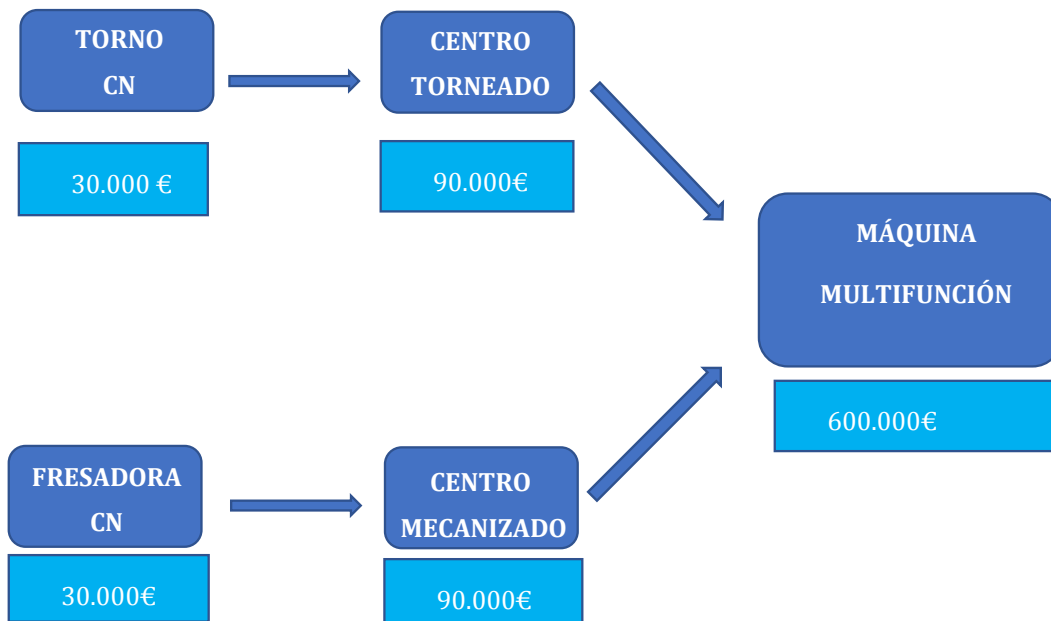 TORNO
CN
30.000 €
CENTRO
TORNEADO
90.000€
MÁQUINA
MULTIFUNCIÓN
600.000€
FRESADORA
CN
30.000€
CENTRO
MECANIZADO
90.000€